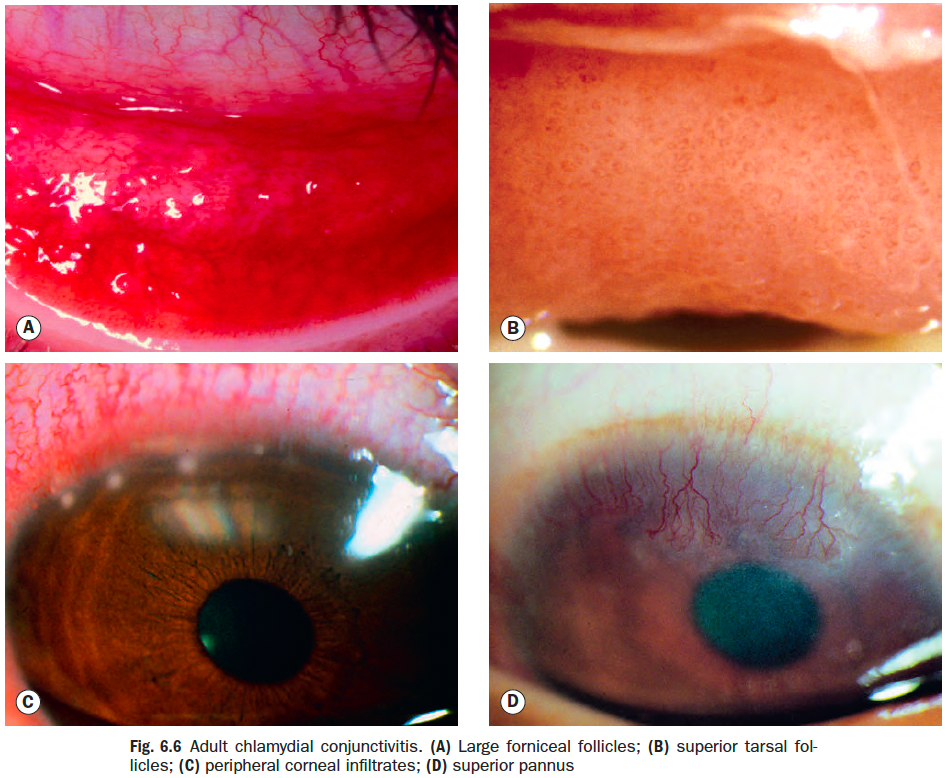 A
B
C
D
Fig. 6.6 Adult chlamydial conjunctivitis. (A) Large forniceal follicles; (B) superior tarsal fol-
licles; (C) peripheral corneal infiltrates; (D) superior pannus